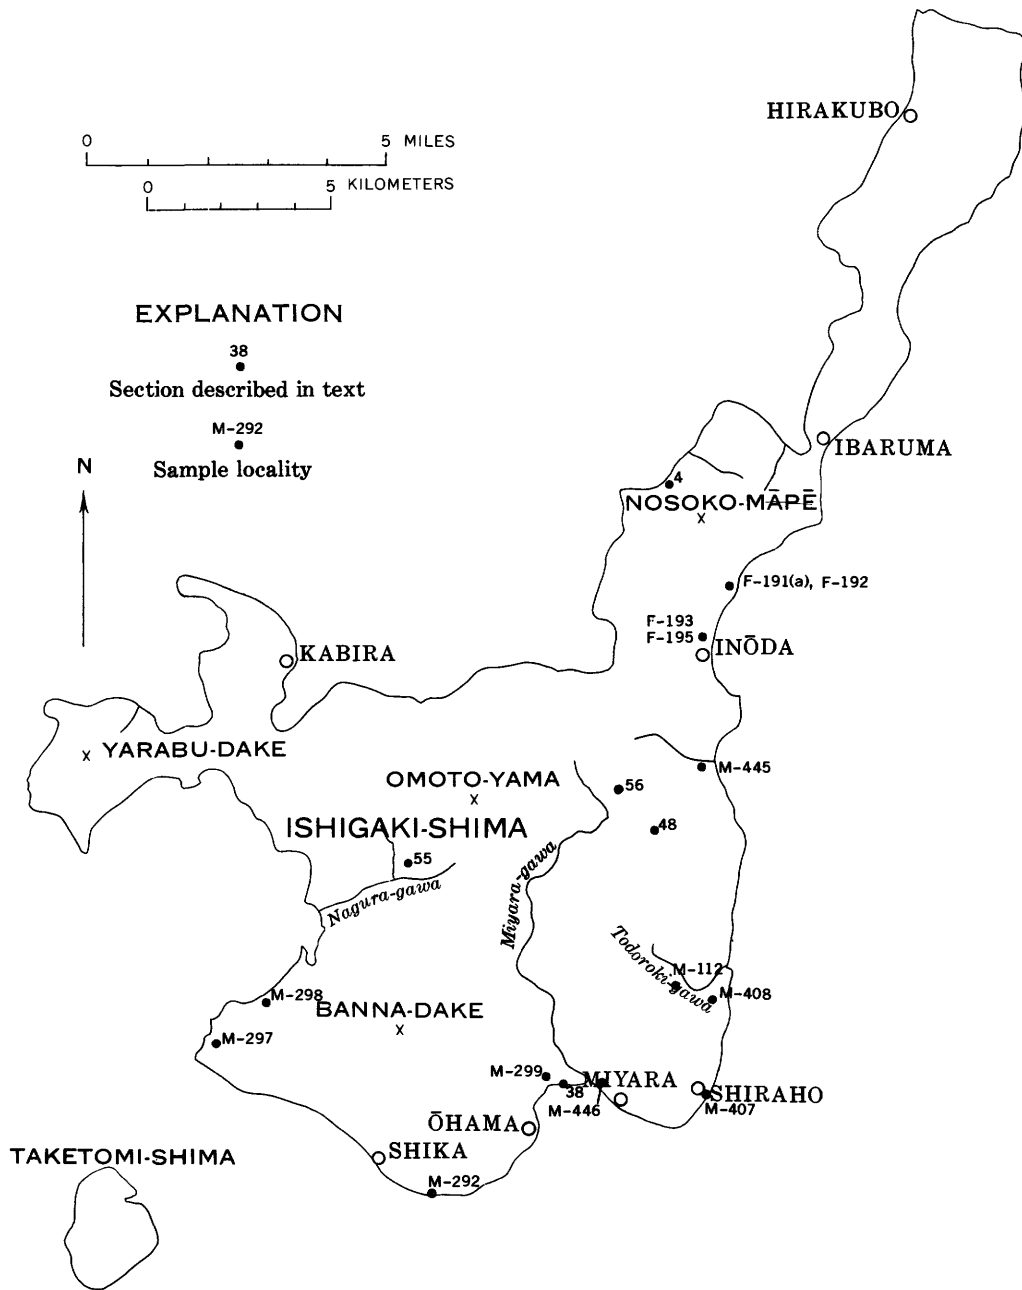 HIRAKUBO
0 5 MILES
0 5 KILOMETERS
EXPLANATION
38
Section described in text
M-292
Sample locality
N
IBARUMA
4
NOSOKO-MĀPĒ
x
F-191(a), F-192
F-193
F-195
INŌDA
KABIRA
x YARABU-DAKE
M-445
OMOTO-YAMA
x
56
48
ISHIGAKI-SHIMA
55
Nagura-gawa
Miyara-gawa
Todoroki-gawa
M-112
M-408
M-298
BANNA-DAKE
x
M-297
M-299
38
MIYARA
M-446
SHIRAHO
M-407
ŌHAMA
SHIKA
M-292
TAKETOMI-SHIMA